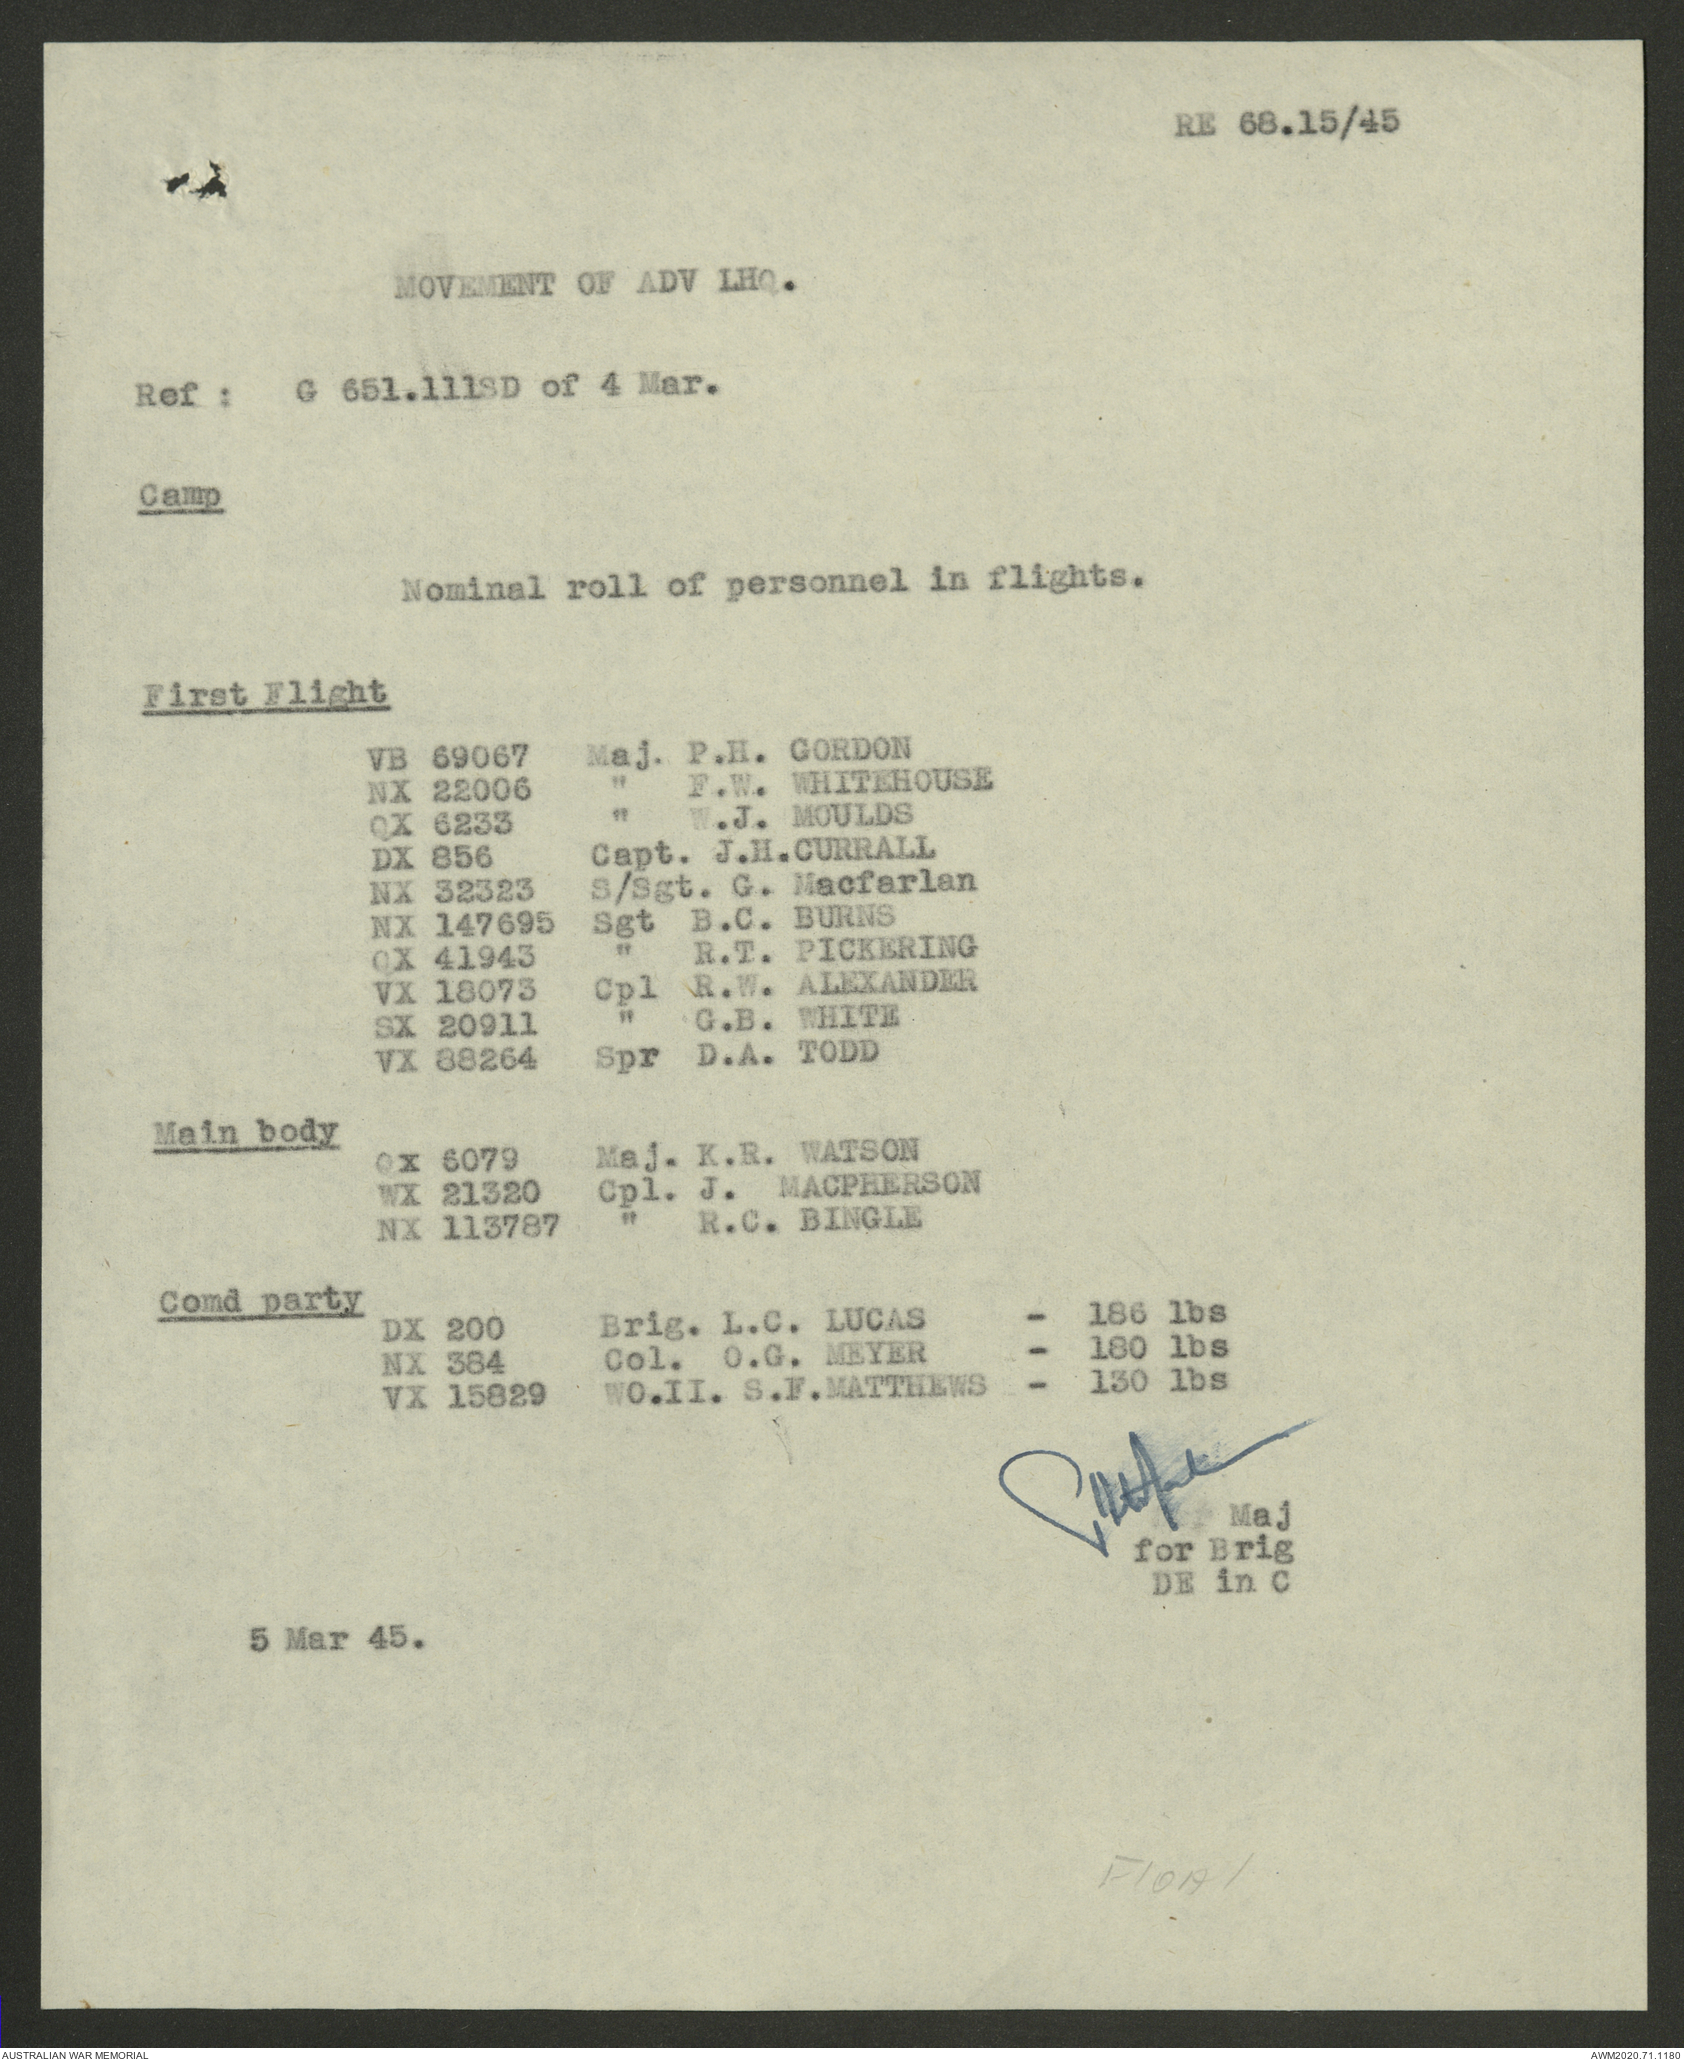 RE 68.15/45
MOVEMENT OF ADV LHQ.
Ref : G 651.111SD of 4 Mar.
Camp
Nominal roll of personnel in flights.
First Flight
VB 69067 Maj. P.H. GORDON
NX 22006 " F.W. WHITEHOUSE
QX 6233 " W.J. MOULDS
DX 856 Capt. J.H.CURRALL
NX 32323 S/Sgt. G. Macfarlan
NX 147695 Sgt B.C. BURNS
QX 41943 " R.T. PICKERING
VX 18073 Cpl R.W. ALEXANDER
SX 20911 " G.B. WHITE
VX 88264 Spr D.A. TODD
Main body
Qx 6079 Maj. K.R. WATSON
WX 21320 Cpl. J. MACPHERSON
NX 113787 " R.C. BINGLE
Comd party
DX 200 Brig. L.C. LUCAS - 186 lbs
NX 384 Col. O.G. MEYER - 180 lbs
VX 15829 WO.II. S.F.MATTHEWS - 130 lbs
Maj
for Brig
DE in C
5 Mar 45.
AUSTRALIAN WAR MEMORIAL
AWM2020.71.1180